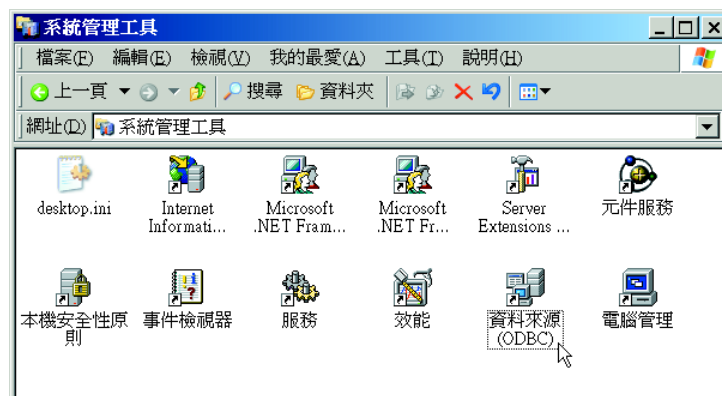 系統管理工具
檔案(F) 編輯(E) 檢視(V) 我的最愛(A) 工具(T) 說明(H)
上一頁 搜尋 資料夾
網址(D) 系統管理工具
desktop.ini
Internet
Informati...
Microsoft
.NET Fram...
Microsoft
.NET Fr...
Server
Extensions ...
元件服務
本機安全性原
則
事件檢視器
服務
效能
資料來源
(ODBC)
電腦管理